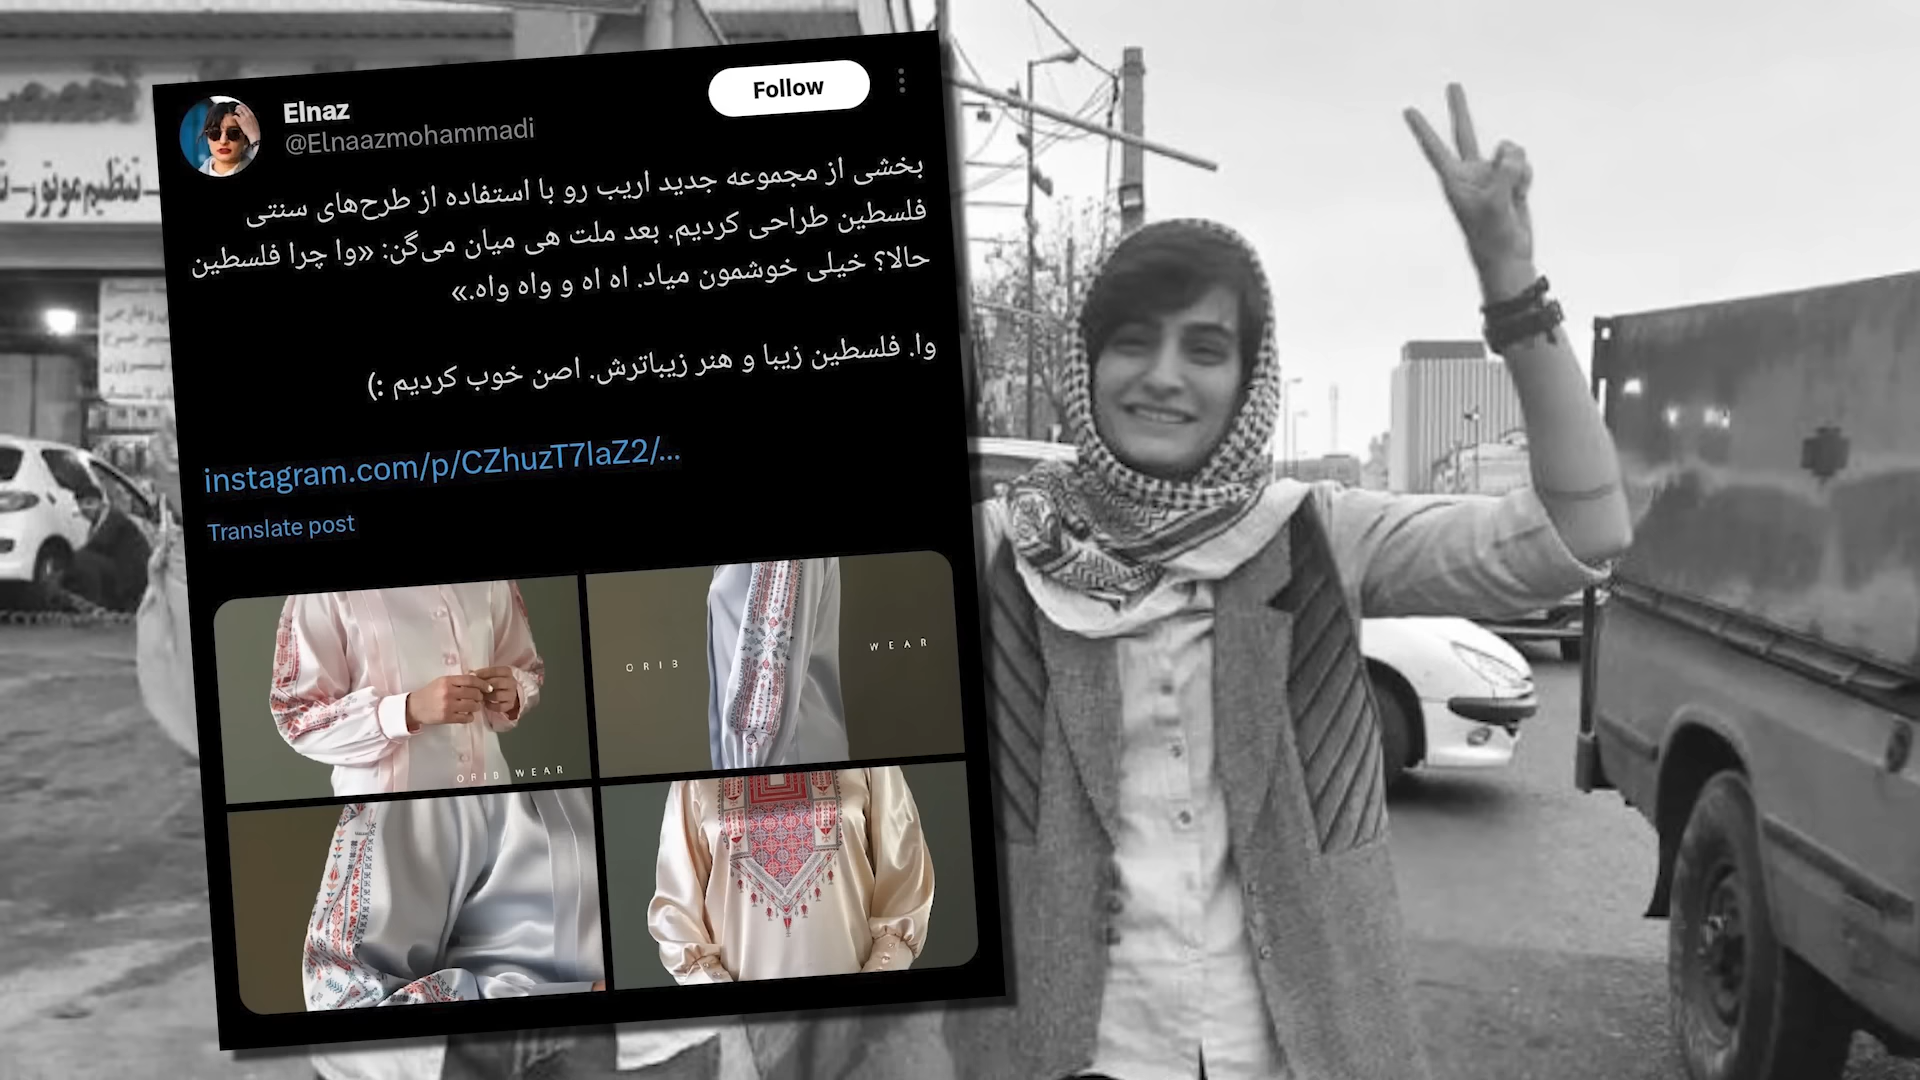 Elnaz
@Elnaazmohammadi
Follow
بخشی از مجموعه جدید اریب رو با استفاده از طرح‌های سنتی
فلسطین طراحی کردیم. بعد ملت هی میان می‌گن: «وا چرا فلسطین
حالا؟ خیلی خوشمون میاد. اه اه و واه واه.»
وا. فلسطین زیبا و هنر زیباترش. اصن خوب کردیم :)
instagram.com/p/CZhuzT7laZ2/...
Translate post
ORIB WEAR
ORIB WEAR
تنظیم موتور